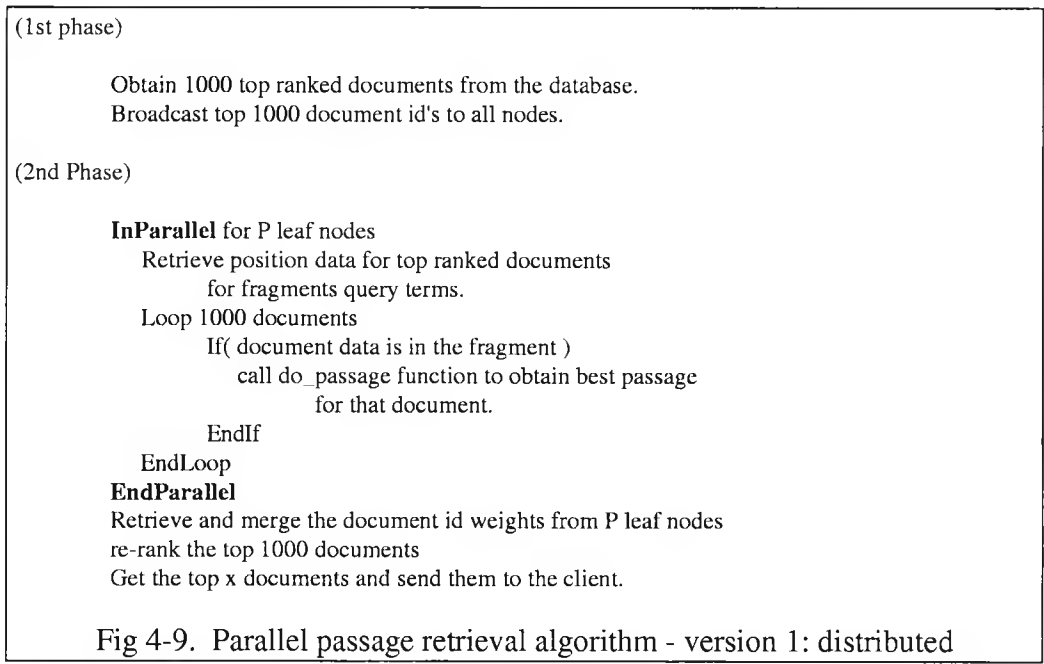 (1st phase)
Obtain 1000 top ranked documents from the database.
Broadcast top 1000 document id's to all nodes.
(2nd Phase)
InParallel for P leaf nodes
Retrieve position data for top ranked documents
for fragments query terms.
Loop 1000 documents
If( document data is in the fragment )
call do_passage function to obtain best passage
for that document.
EndIf
EndLoop
EndParallel
Retrieve and merge the document id weights from P leaf nodes
re-rank the top 1000 documents
Get the top x documents and send them to the client.
Fig 4-9. Parallel passage retrieval algorithm - version 1: distributed